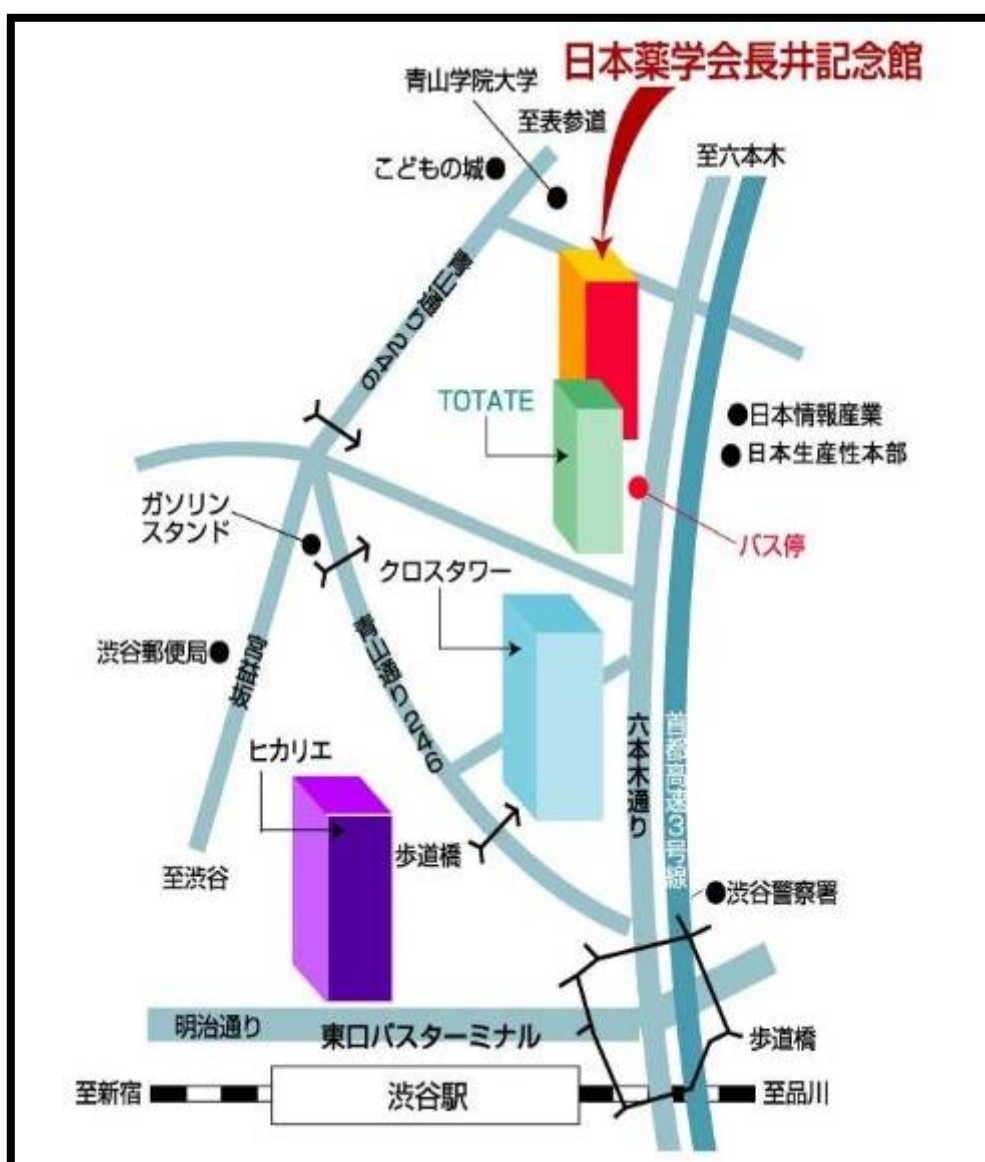 日本薬学会長井記念館
青山学院大学
至表参道
こどもの城
至六本木
青山通り246
TOTATE
日本情報産業
日本生産性本部
ガソリン
スタンド
バス停
クロスタワー
渋谷郵便局
宮益坂
青山通り246
六本木通り
首都高速3号線
ヒカリエ
歩道橋
至渋谷
渋谷警察署
明治通り
東口バスターミナル
歩道橋
至新宿
渋谷駅
至品川